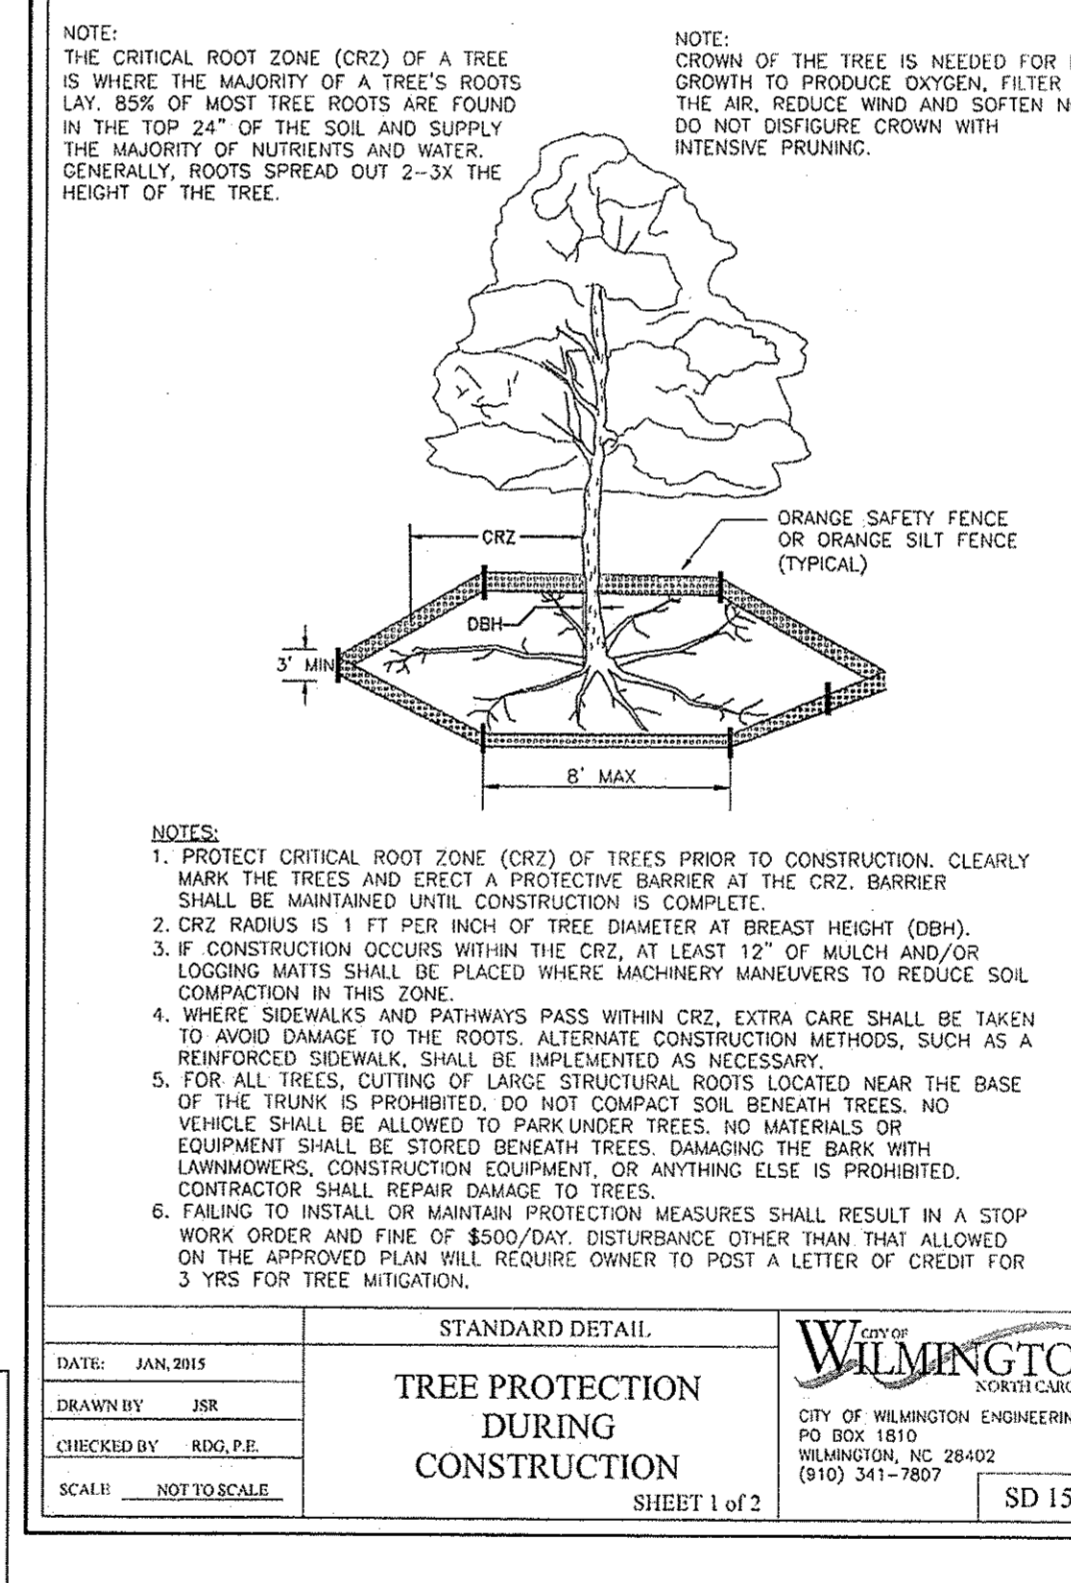 NOTE:
THE CRITICAL ROOT ZONE (CRZ) OF A TREE
IS WHERE THE MAJORITY OF A TREE'S ROOTS
LAY. 85% OF MOST TREE ROOTS ARE FOUND
IN THE TOP 24" OF THE SOIL AND SUPPLY
THE MAJORITY OF NUTRIENTS AND WATER.
GENERALLY, ROOTS SPREAD OUT 2-3X THE
HEIGHT OF THE TREE.
NOTE:
CROWN OF THE TREE IS NEEDED FOR
GROWTH TO PRODUCE OXYGEN, FILTER
THE AIR, REDUCE WIND AND SOFTEN
DO NOT DISFIGURE CROWN WITH
INTENSIVE PRUNING.
CRZ
ORANGE SAFETY FENCE
OR ORANGE SILT FENCE
(TYPICAL)
DBH
3' MIN
8' MAX
NOTES:
1. PROTECT CRITICAL ROOT ZONE (CRZ) OF TREES PRIOR TO CONSTRUCTION. CLEARLY
MARK THE TREES AND ERECT A PROTECTIVE BARRIER AT THE CRZ. BARRIER
SHALL BE MAINTAINED UNTIL CONSTRUCTION IS COMPLETE.
2. CRZ RADIUS IS 1 FT PER INCH OF TREE DIAMETER AT BREAST HEIGHT (DBH).
3. IF CONSTRUCTION OCCURS WITHIN THE CRZ, AT LEAST 12" OF MULCH AND/OR
LOGGING MATTS SHALL BE PLACED WHERE MACHINERY MANEUVERS TO REDUCE SOIL
COMPACTION IN THIS ZONE.
4. WHERE SIDEWALKS AND PATHWAYS PASS WITHIN CRZ, EXTRA CARE SHALL BE TAKEN
TO AVOID DAMAGE TO THE ROOTS. ALTERNATE CONSTRUCTION METHODS, SUCH AS A
REINFORCED SIDEWALK, SHALL BE IMPLEMENTED AS NECESSARY.
5. FOR ALL TREES, CUTTING OF LARGE STRUCTURAL ROOTS LOCATED NEAR THE BASE
OF THE TRUNK IS PROHIBITED. DO NOT COMPACT SOIL BENEATH TREES. NO
VEHICLE SHALL BE ALLOWED TO PARK UNDER TREES. NO MATERIALS OR
EQUIPMENT SHALL BE STORED BENEATH TREES. DAMAGING THE BARK WITH
LAWNMOWERS, CONSTRUCTION EQUIPMENT, OR ANYTHING ELSE IS PROHIBITED.
CONTRACTOR SHALL REPAIR DAMAGE TO TREES.
6. FAILING TO INSTALL OR MAINTAIN PROTECTION MEASURES SHALL RESULT IN A STOP
WORK ORDER AND FINE OF $500/DAY. DISTURBANCE OTHER THAN THAT ALLOWED
ON THE APPROVED PLAN WILL REQUIRE OWNER TO POST A LETTER OF CREDIT FOR
3 YRS FOR TREE MITIGATION.
DATE: JAN, 2015
DRAWN BY JSR
CHECKED BY RDG, P.E.
SCALE NOT TO SCALE
STANDARD DETAIL
TREE PROTECTION
DURING
CONSTRUCTION
SHEET 1 of 2
CITY OF
WILMINGTO
NORTH CARO
CITY OF WILMINGTON ENGINEERIN
PO BOX 1810
WILMINGTON, NC 28402
(910) 341-7807
SD 15